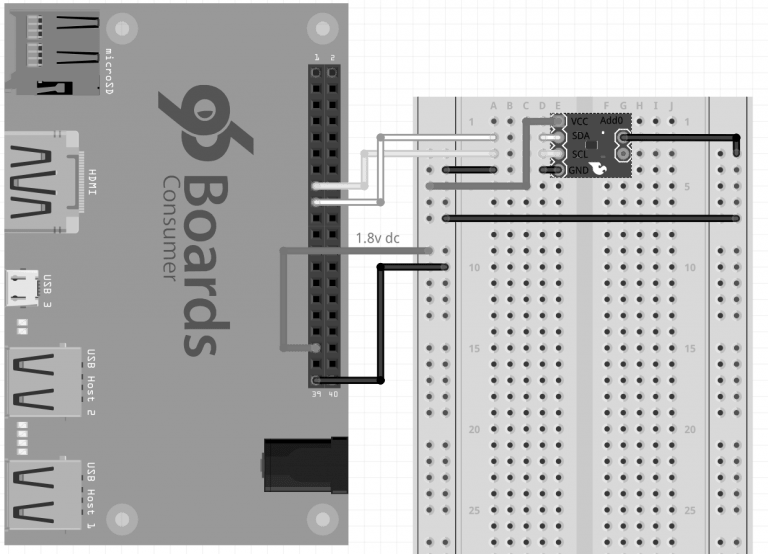 microSD
HDMI
USB 3
USB Host 2
USB Host 1
96
Boards
Consumer
1 2
39 40
1.8v dc
A B C D E F G H I J
1 1
5 5
10 10
15 15
20 20
25 25
VCC Add0
SDA
SCL
GND